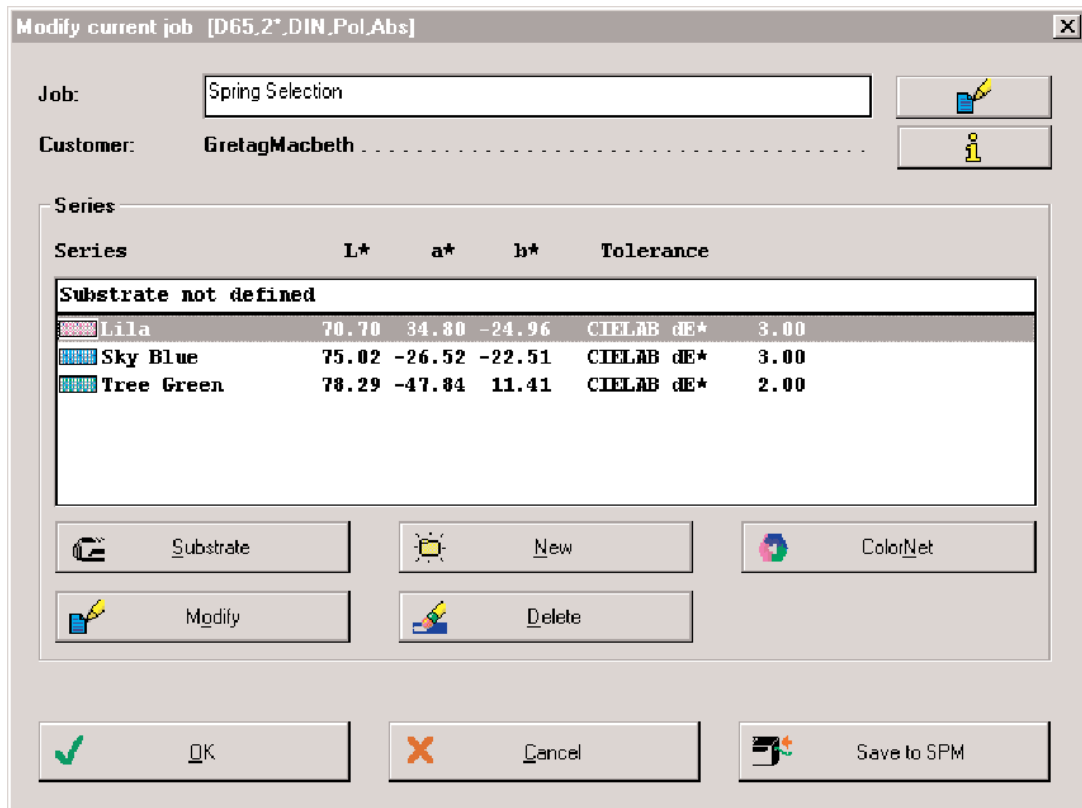 Modify current job [D65,2*,DIN,Pol,Abs]
Job: Spring Selection
Customer: GretagMacbeth . . . . . . . . . . . . . . . . . . . . . . . . . . . . . . . . . . . . .
Series
Series L* a* b* Tolerance
Substrate not defined
Lila 70.70 34.80 -24.96 CIELAB dE* 3.00
Sky Blue 75.02 -26.52 -22.51 CIELAB dE* 3.00
Tree Green 78.29 -47.84 11.41 CIELAB dE* 2.00
Substrate New ColorNet
Modify Delete
OK Cancel Save to SPM